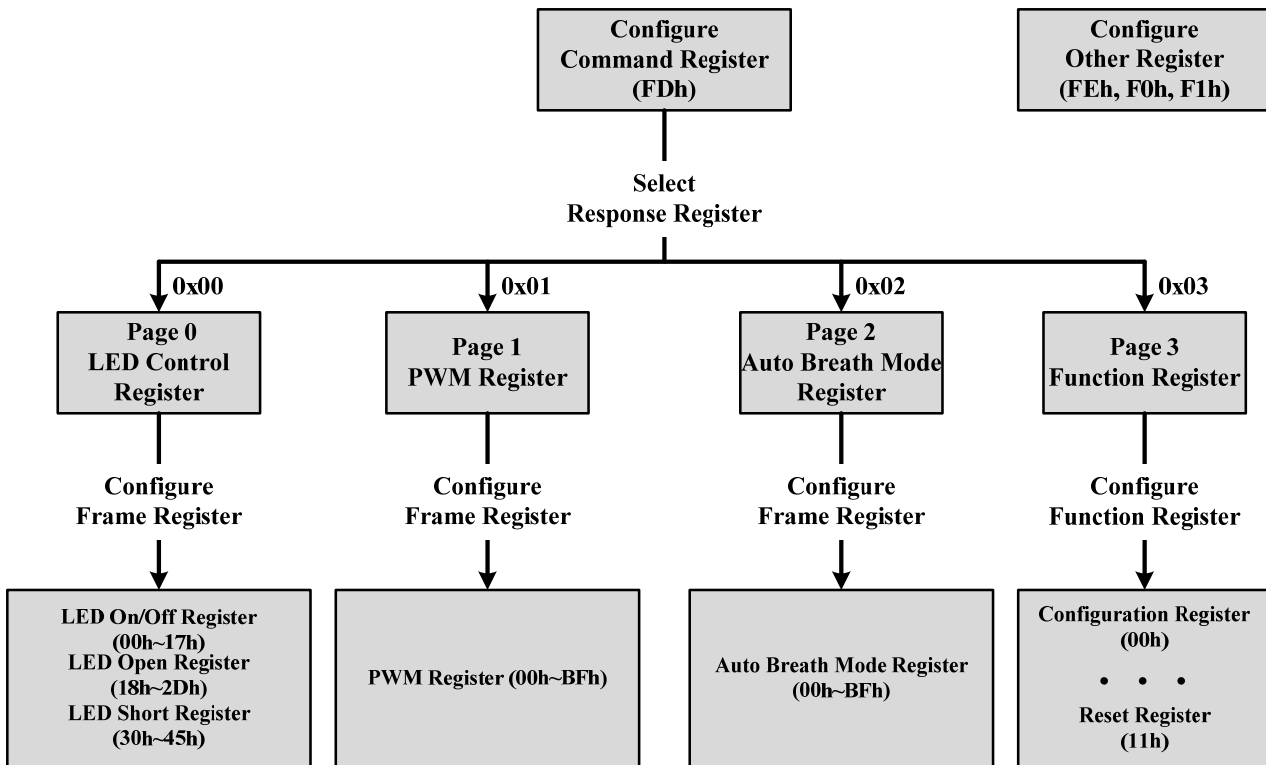 Configure
Command Register
(FDh)
Configure
Other Register
(FEh, F0h, F1h)
Select
Response Register
0x00
0x01
0x02
0x03
Page 0
LED Control
Register
Page 1
PWM Register
Page 2
Auto Breath Mode
Register
Page 3
Function Register
Configure
Frame Register
Configure
Frame Register
Configure
Frame Register
Configure
Function Register
LED On/Off Register
(00h~17h)
LED Open Register
(18h~2Dh)
LED Short Register
(30h~45h)
PWM Register (00h~BFh)
Auto Breath Mode Register
(00h~BFh)
Configuration Register
(00h)
• • •
Reset Register
(11h)